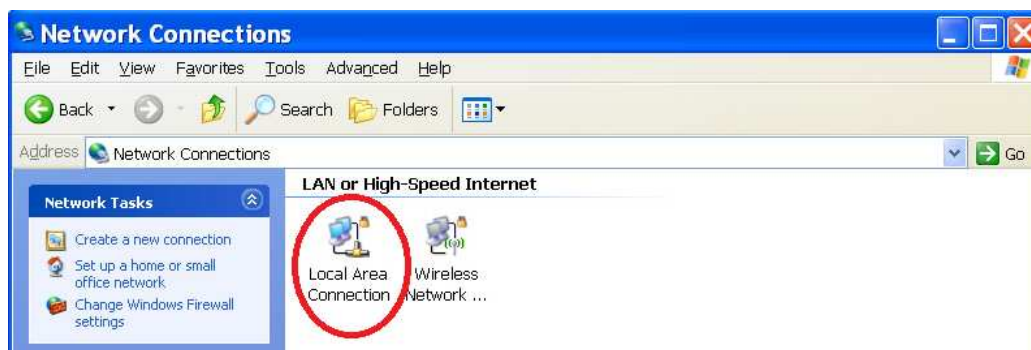 Network Connections
File Edit View Favorites Tools Advanced Help
Back Search Folders
Address Network Connections Go
Network Tasks
Create a new connection
Set up a home or small
office network
Change Windows Firewall
settings
LAN or High-Speed Internet
Local Area
Connection
Wireless
Network ...